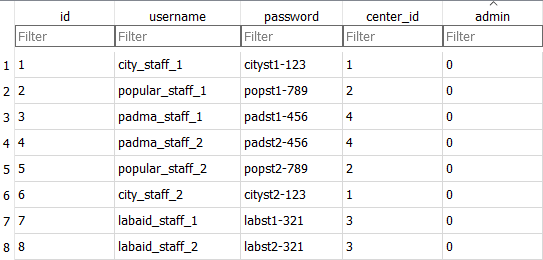 id username password center_id admin
Filter Filter Filter Filter Filter
1 1 city_staff_1 cityst1-123 1 0
2 2 popular_staff_1 popst1-789 2 0
3 3 padma_staff_1 padst1-456 4 0
4 4 padma_staff_2 padst2-456 4 0
5 5 popular_staff_2 popst2-789 2 0
6 6 city_staff_2 cityst2-123 1 0
7 7 labaid_staff_1 labst1-321 3 0
8 8 labaid_staff_2 labst2-321 3 0